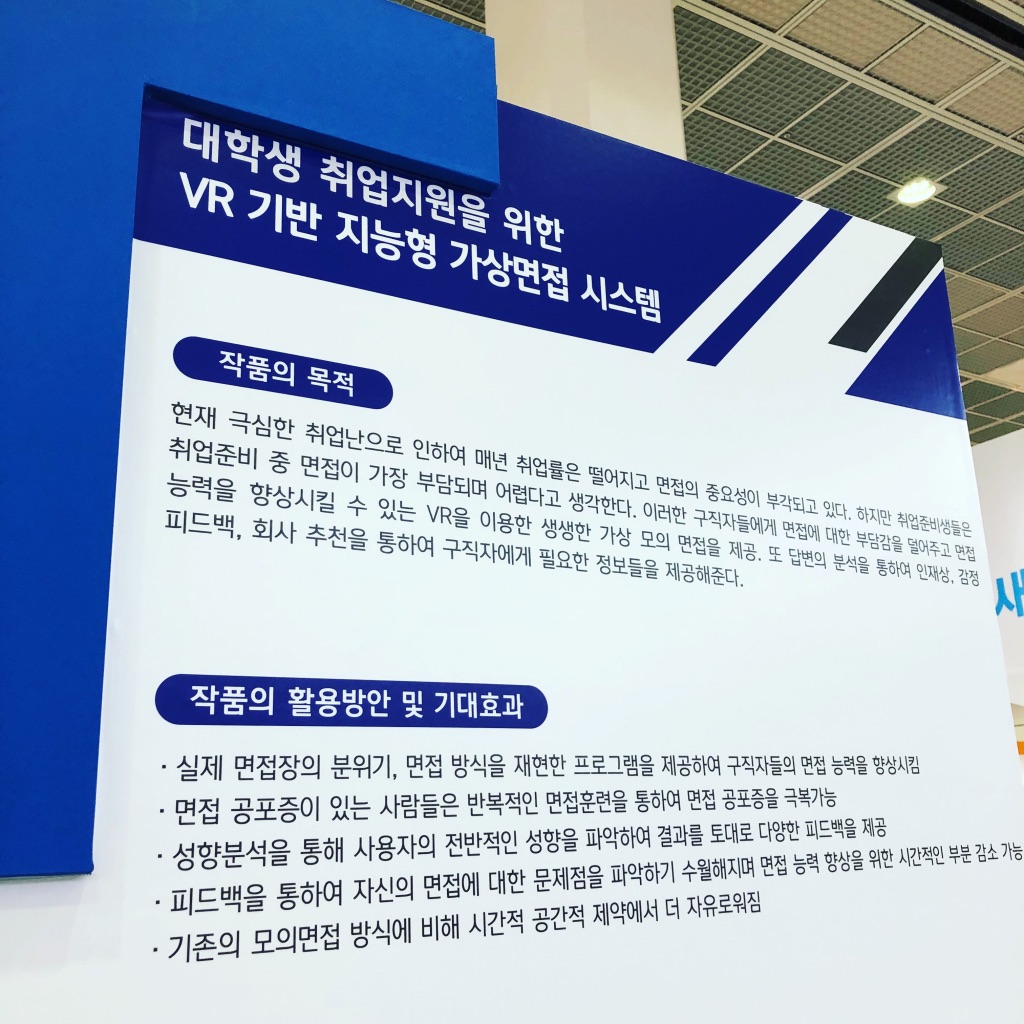 대학생 취업지원을 위한
VR 기반 지능형 가상면접 시스템
작품의 목적
현재 극심한 취업난으로 인하여 매년 취업률은 떨어지고 면접의 중요성이 부각되고 있다. 하지만 취업준비생들은
취업준비 중 면접이 가장 부담되며 어렵다고 생각한다. 이러한 구직자들에게 면접에 대한 부담감을 덜어주고 면접
능력을 향상시킬 수 있는 VR을 이용한 생생한 가상 모의 면접을 제공. 또 답변의 분석을 통하여 인재상, 감정
피드백, 회사 추천을 통하여 구직자에게 필요한 정보들을 제공해준다.
작품의 활용방안 및 기대효과
· 실제 면접장의 분위기, 면접 방식을 재현한 프로그램을 제공하여 구직자들의 면접 능력을 향상시킴
· 면접 공포증이 있는 사람들은 반복적인 면접훈련을 통하여 면접 공포증을 극복가능
· 성향분석을 통해 사용자의 전반적인 성향을 파악하여 결과를 토대로 다양한 피드백을 제공
· 피드백을 통하여 자신의 면접에 대한 문제점을 파악하기 수월해지며 면접 능력 향상을 위한 시간적인 부분 감소 가능
· 기존의 모의면접 방식에 비해 시간적 공간적 제약에서 더 자유로워짐
새